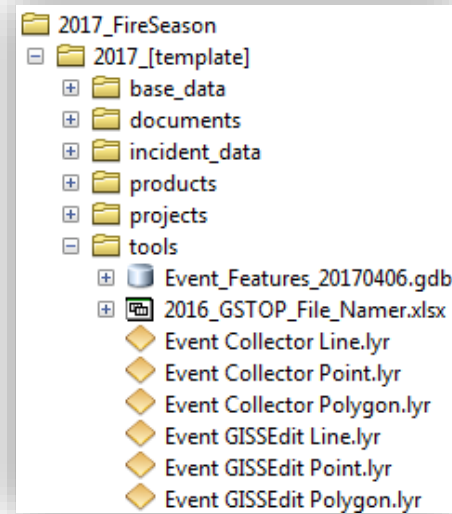 2017_FireSeason
2017_[template]
base_data
documents
incident_data
products
projects
tools
Event_Features_20170406.gdb
2016_GSTOP_File_Namer.xlsx
Event Collector Line.lyr
Event Collector Point.lyr
Event Collector Polygon.lyr
Event GISSEdit Line.lyr
Event GISSEdit Point.lyr
Event GISSEdit Polygon.lyr